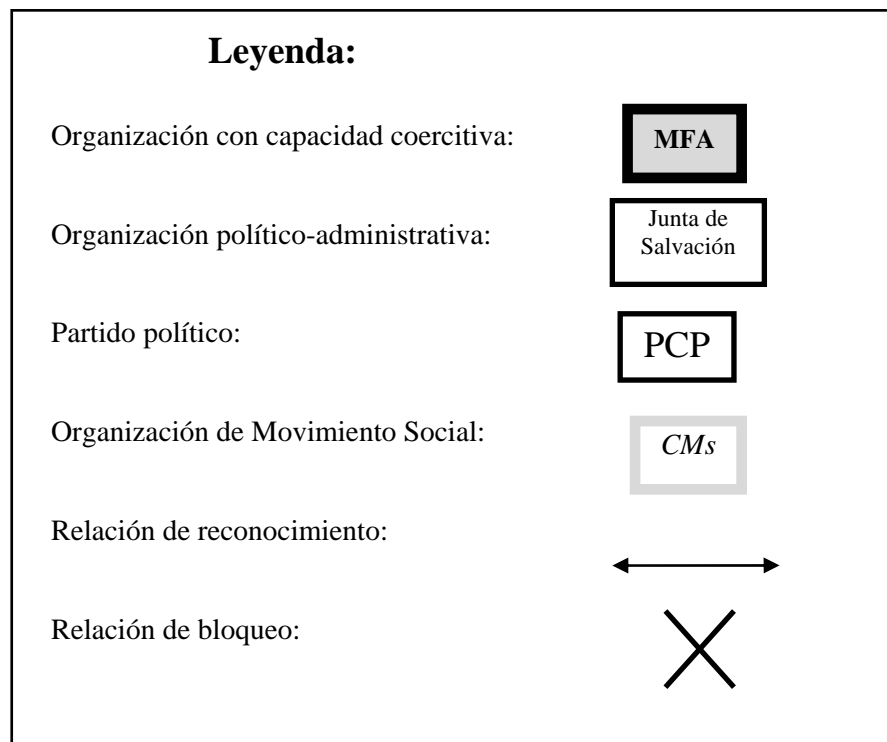 Leyenda:
Organización con capacidad coercitiva:
MFA
Organización político-administrativa:
Junta de
Salvación
Partido político:
PCP
Organización de Movimiento Social:
CMs
Relación de reconocimiento:
Relación de bloqueo: